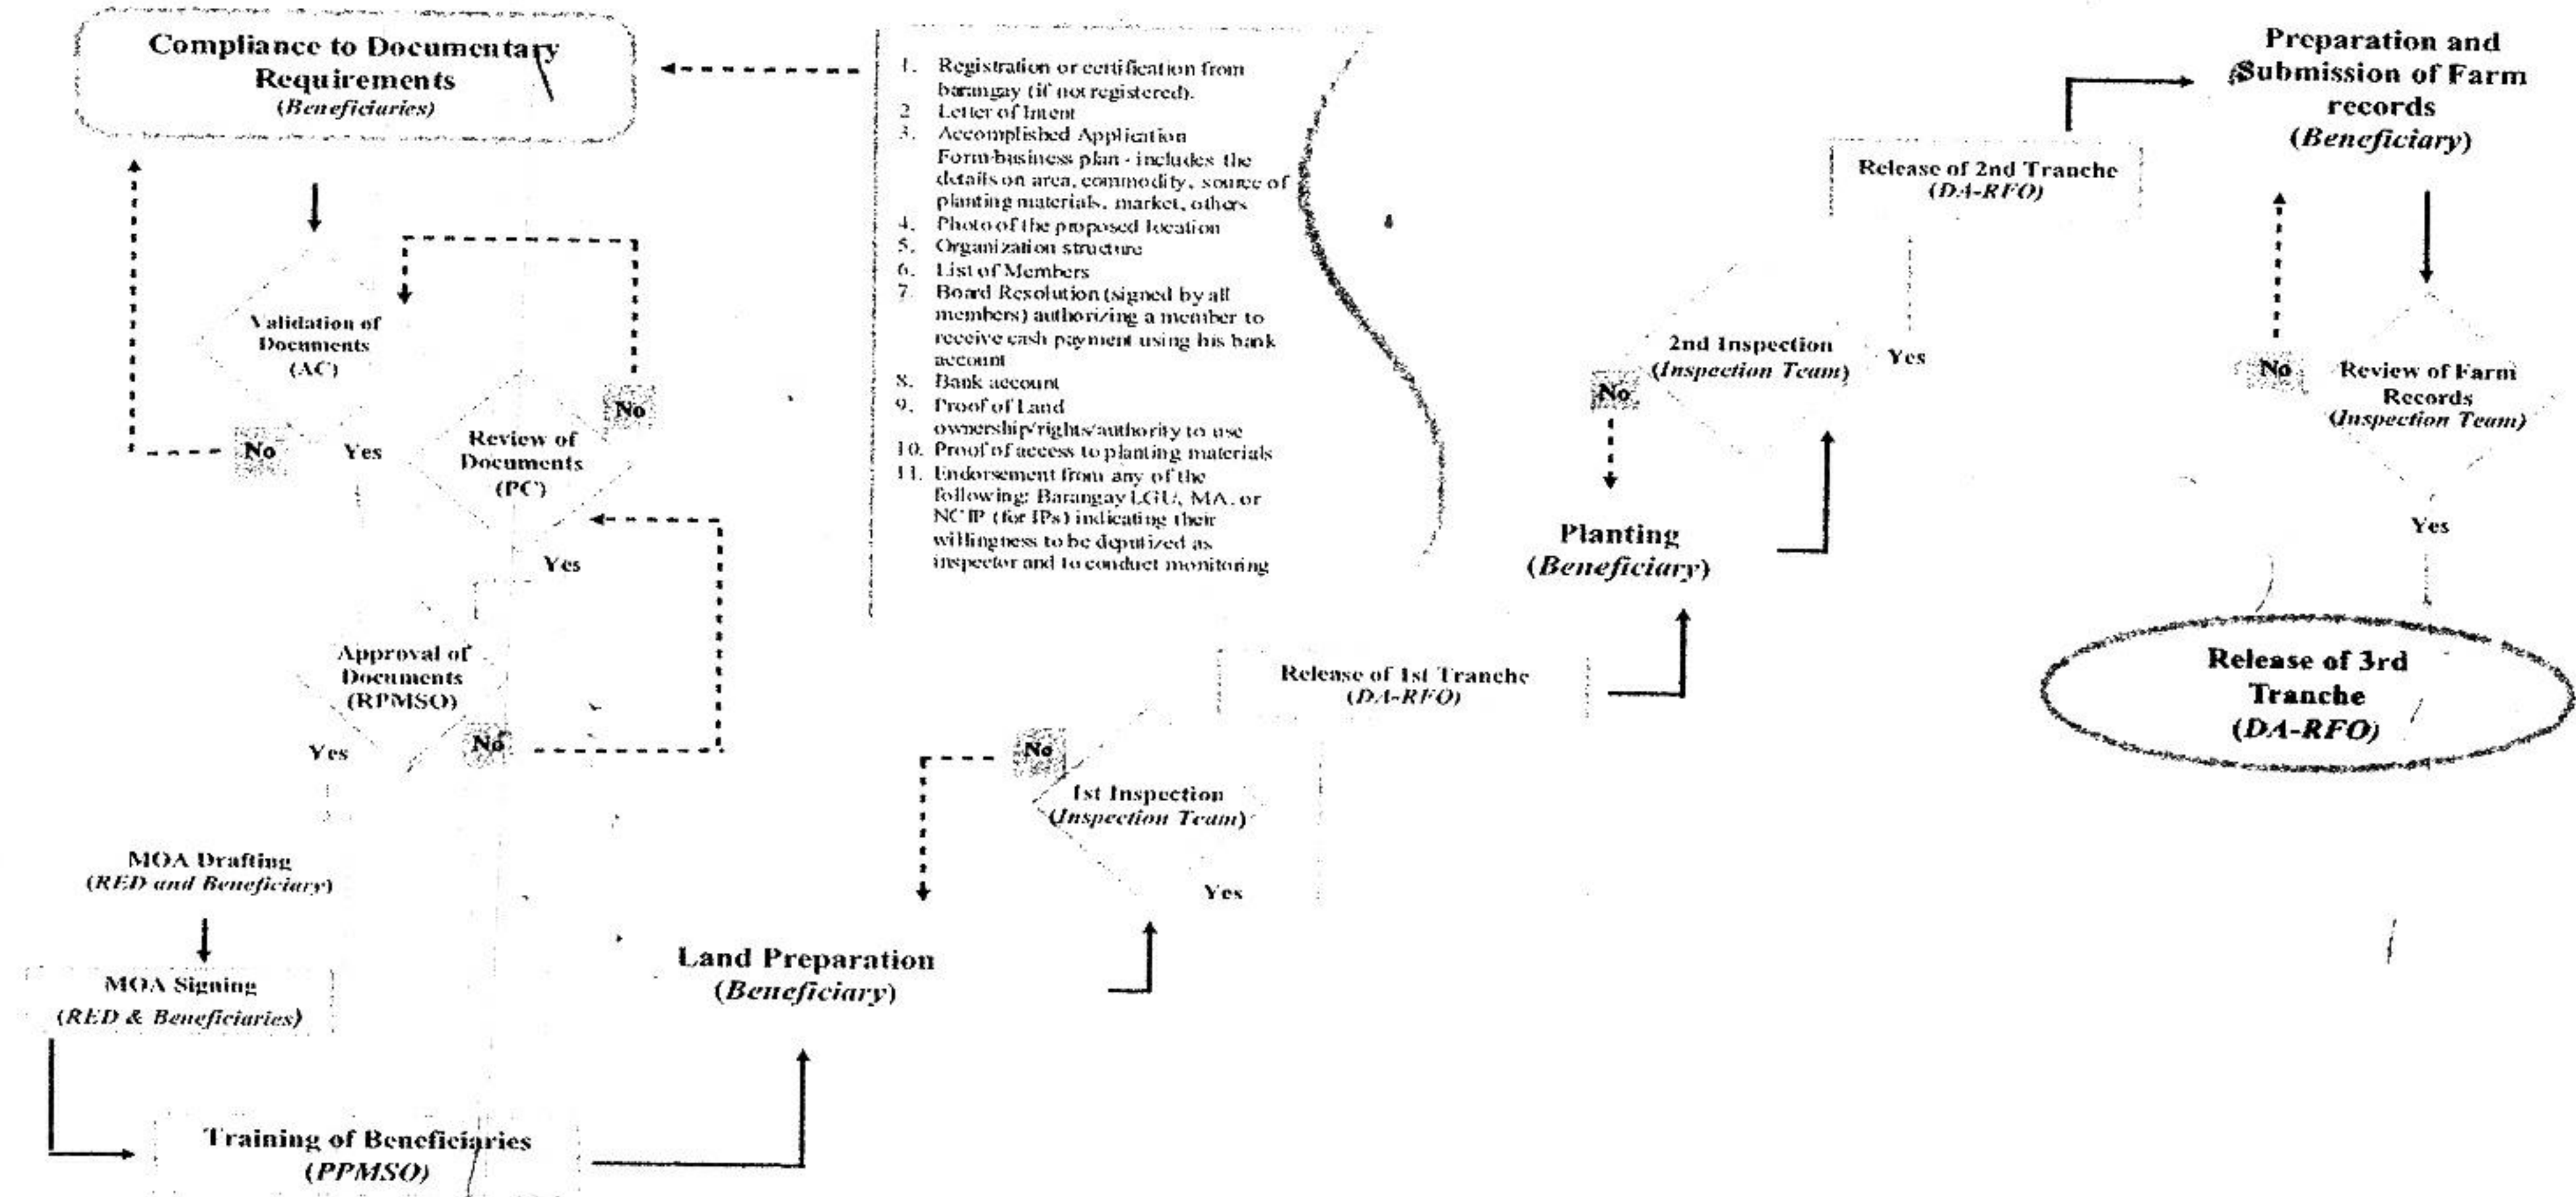 Compliance to Documentary
Requirements
(Beneficiaries)
1. Registration or certification from
barangay (if not registered).
2 Letter of Intent
3. Accomplished Application
Form/business plan - includes the
details on area, commodity, source of
planting materials, market, others
4. Photo of the proposed location
5. Organization structure
6. List of Members
7. Board Resolution (signed by all
members) authorizing a member to
receive cash payment using his bank
account
8. Bank account
9. Proof of Land
ownership/rights/authority to use
10. Proof of access to planting materials
11. Endorsement from any of the
following: Barangay LGU, MA, or
NCIP (for IPs) indicating their
willingness to be deputized as
inspector and to conduct monitoring
Validation of
Documents
(AC)
No
Yes
Review of
Documents
(PC)
No
Yes
Approval of
Documents
(RPMSO)
Yes
No
MOA Drafting
(RED and Beneficiary)
MOA Signing
(RED & Beneficiaries)
Training of Beneficiaries
(PPMSO)
Land Preparation
(Beneficiary)
No
1st Inspection
(Inspection Team)
Yes
Release of 1st Tranche
(DA-RFO)
Planting
(Beneficiary)
No
2nd Inspection
(Inspection Team)
Yes
Release of 2nd Tranche
(DA-RFO)
Preparation and
Submission of Farm
records
(Beneficiary)
No
Review of Farm
Records
(Inspection Team)
Yes
Release of 3rd
Tranche
(DA-RFO)